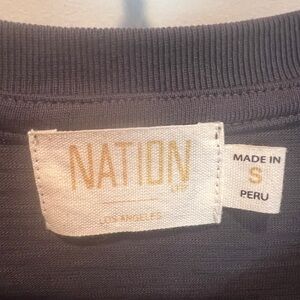 NATION
LTD
LOS ANGELES
MADE IN
S
PERU